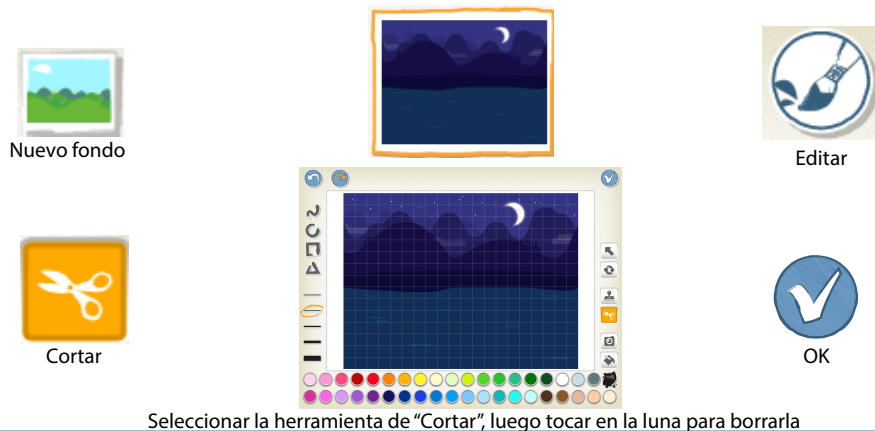 Nuevo fondo
Editar
Cortar
OK
Seleccionar la herramienta de “Cortar”, luego tocar en la luna para borrarla